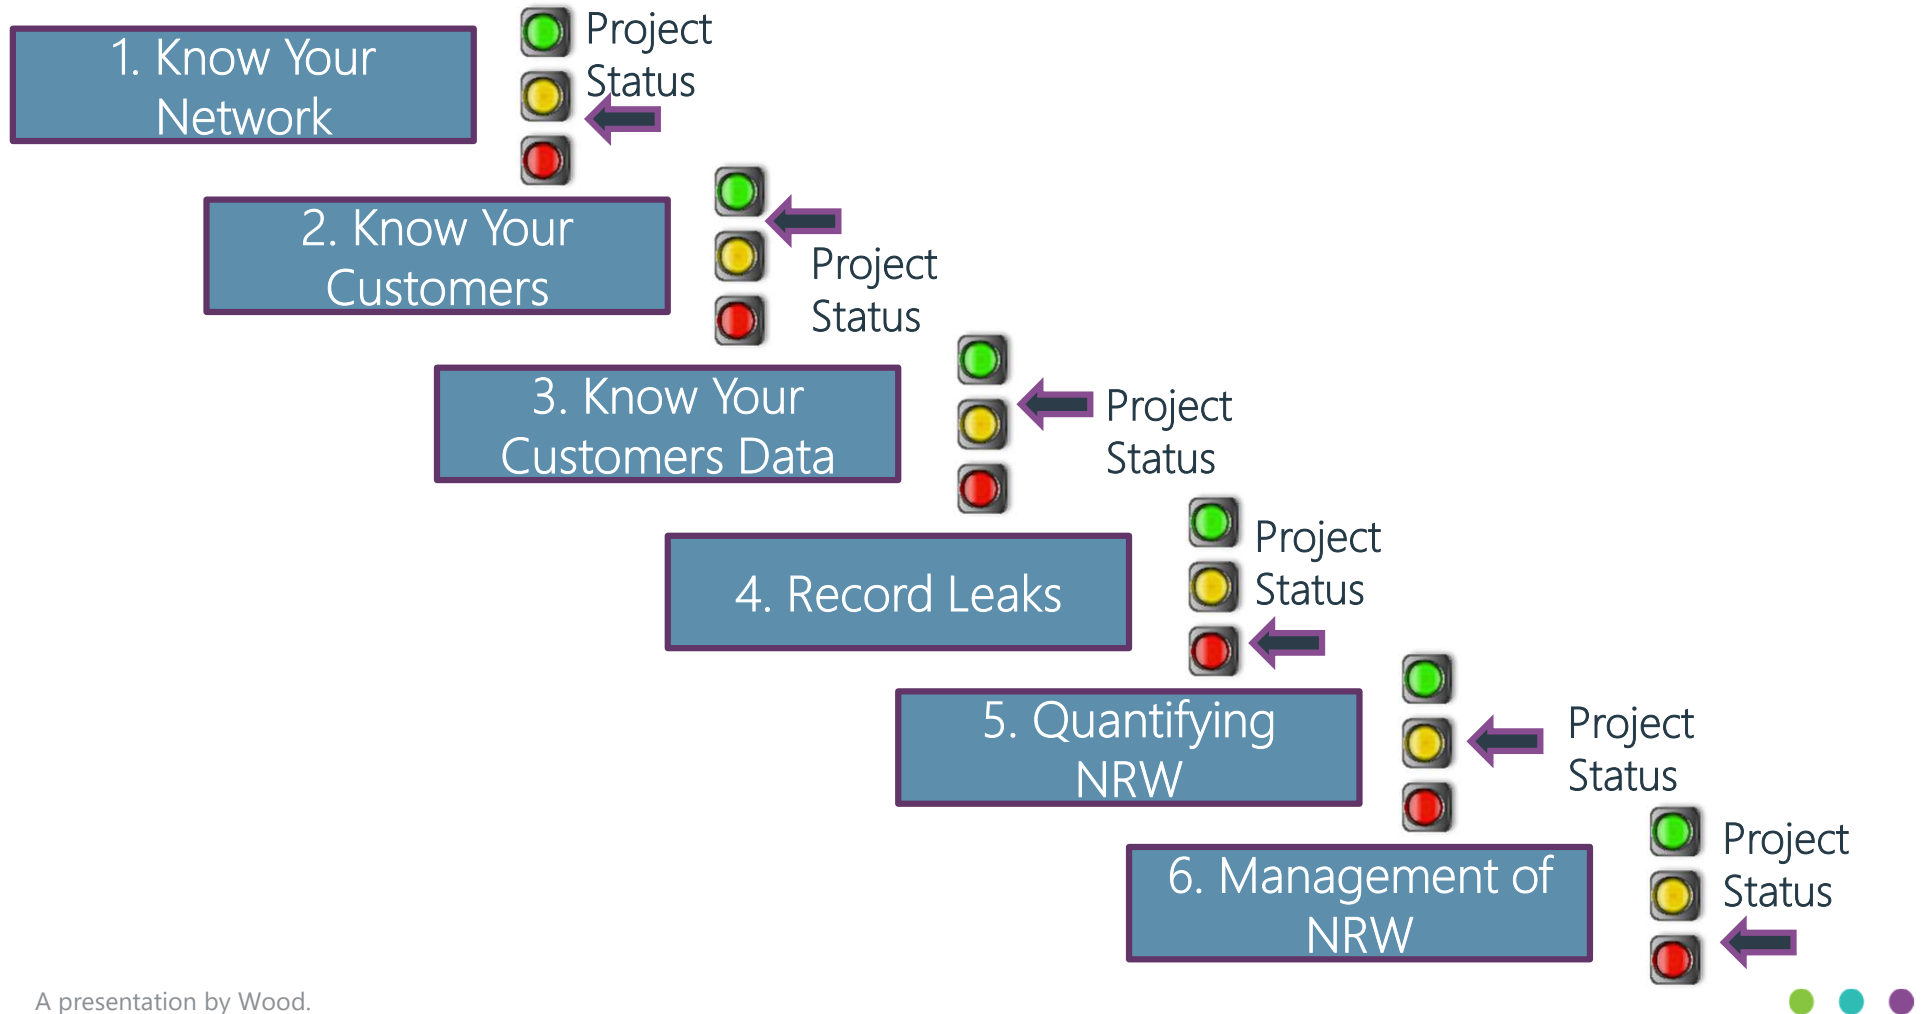 1. Know Your
Network
Project
Status
2. Know Your
Customers
Project
Status
3. Know Your
Customers Data
Project
Status
4. Record Leaks
Project
Status
5. Quantifying
NRW
Project
Status
6. Management of
NRW
Project
Status
A presentation by Wood.